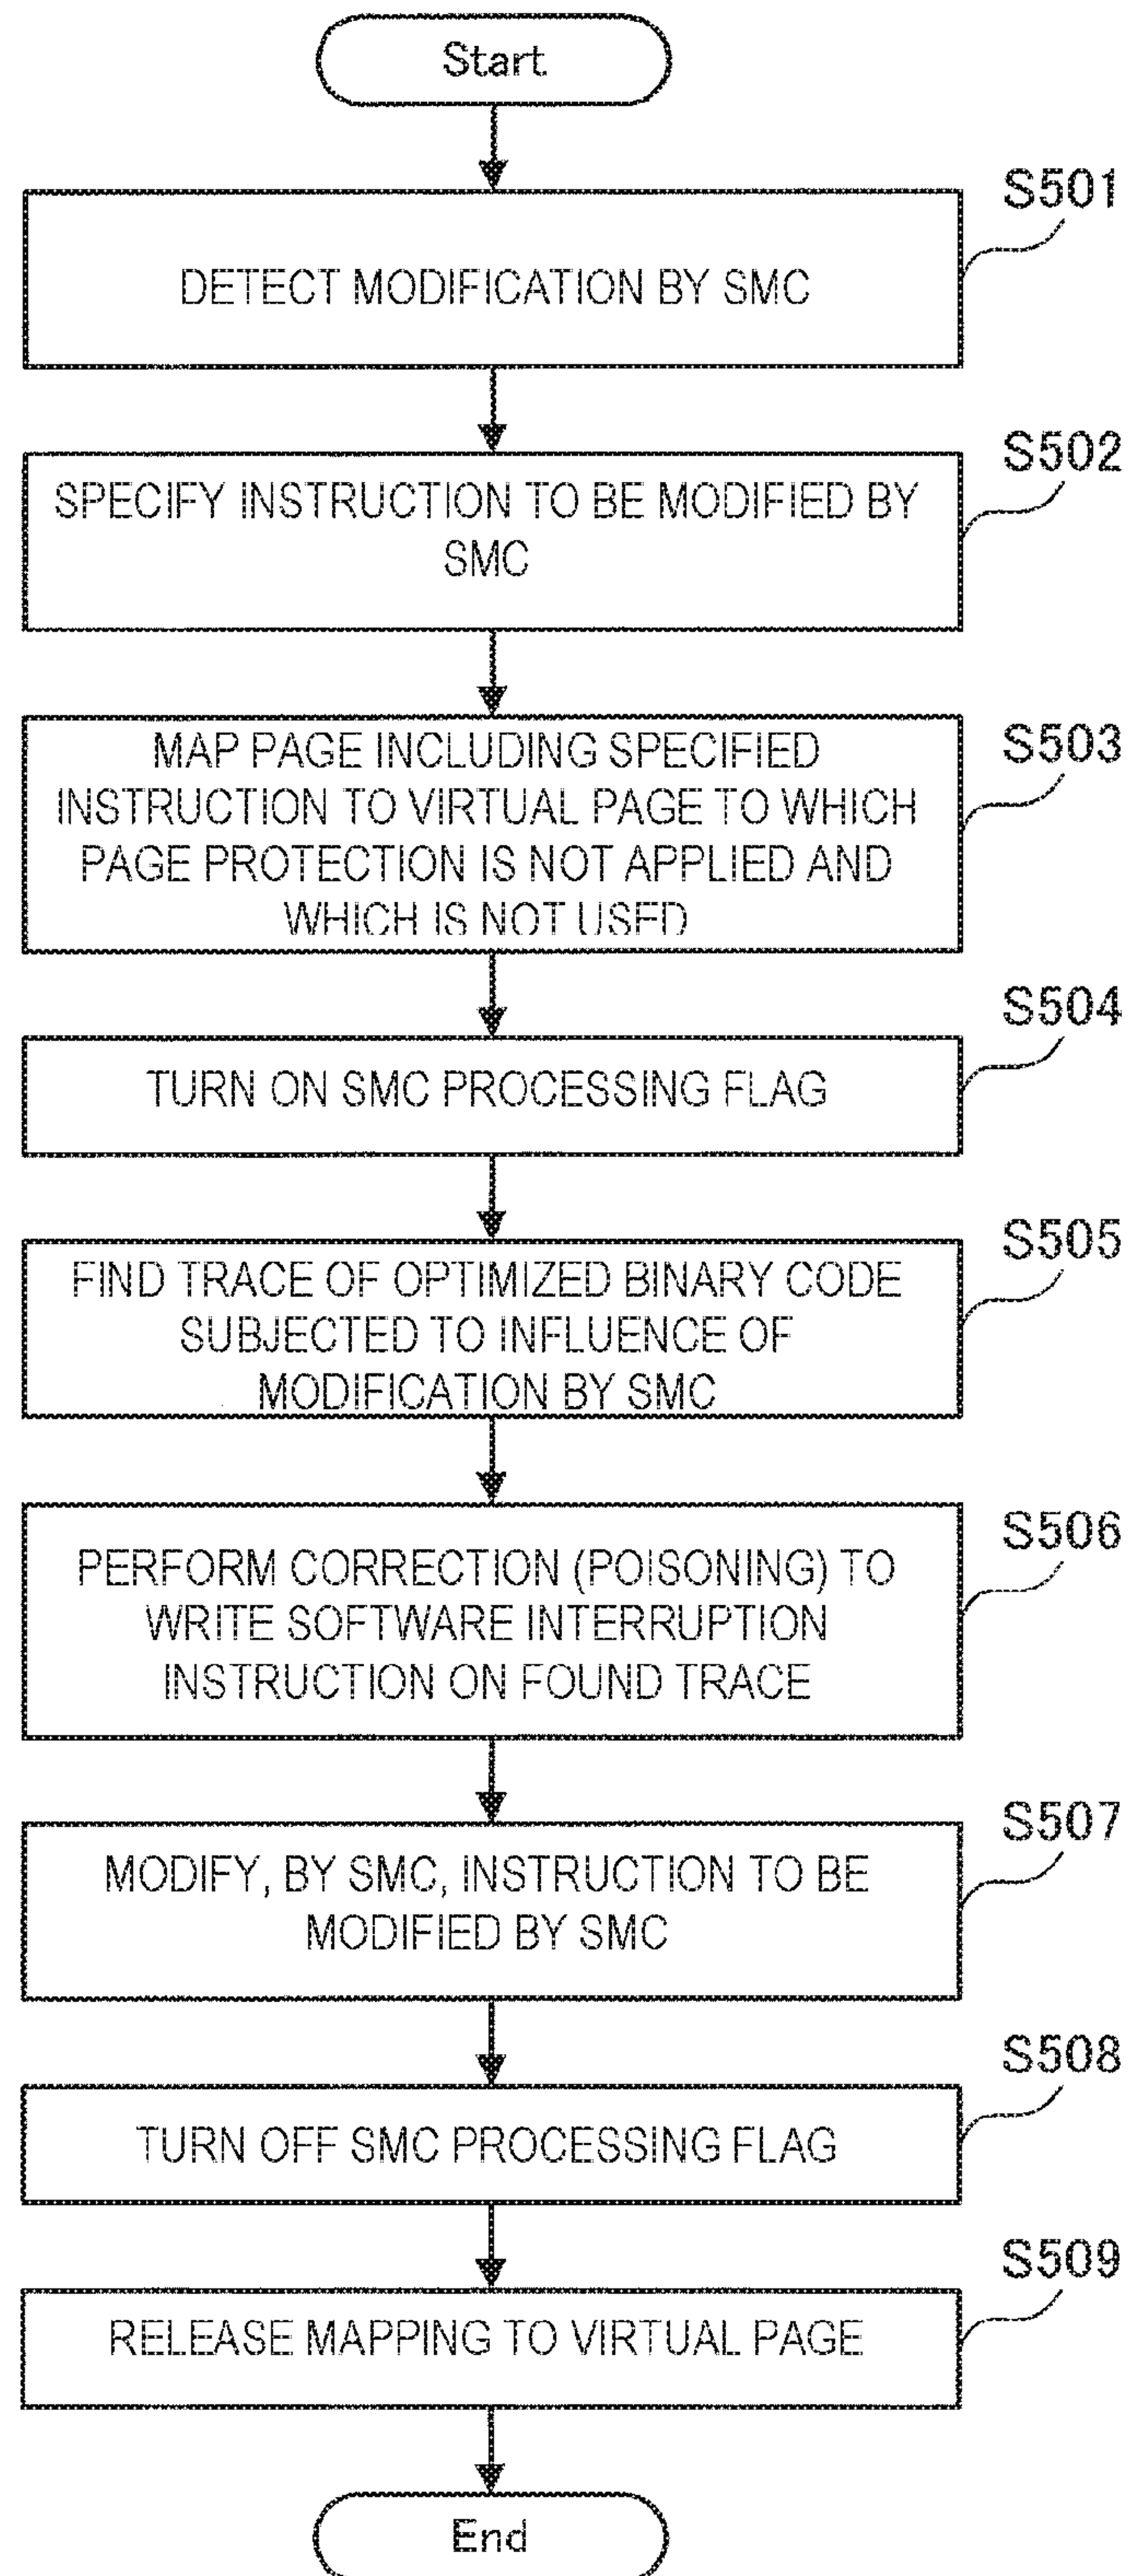 Start
S501
DETECT MODIFICATION BY SMC
S502
SPECIFY INSTRUCTION TO BE MODIFIED BY
SMC
S503
MAP PAGE INCLUDING SPECIFIED
INSTRUCTION TO VIRTUAL PAGE TO WHICH
PAGE PROTECTION IS NOT APPLIED AND
WHICH IS NOT USED
S504
TURN ON SMC PROCESSING FLAG
S505
FIND TRACE OF OPTIMIZED BINARY CODE
SUBJECTED TO INFLUENCE OF
MODIFICATION BY SMC
S506
PERFORM CORRECTION (POISONING) TO
WRITE SOFTWARE INTERRUPTION
INSTRUCTION ON FOUND TRACE
S507
MODIFY, BY SMC, INSTRUCTION TO BE
MODIFIED BY SMC
S508
TURN OFF SMC PROCESSING FLAG
S509
RELEASE MAPPING TO VIRTUAL PAGE
End